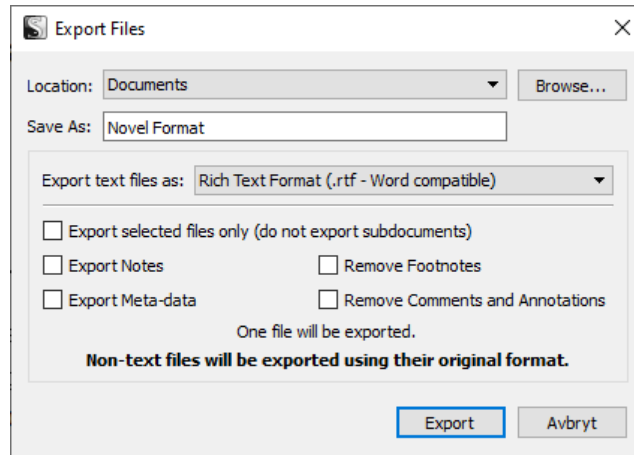 Export Files
Location: Documents Browse...
Save As: Novel Format
Export text files as: Rich Text Format (.rtf - Word compatible)
Export selected files only (do not export subdocuments)
Export Notes Remove Footnotes
Export Meta-data Remove Comments and Annotations
One file will be exported.
Non-text files will be exported using their original format.
Export Avbryt